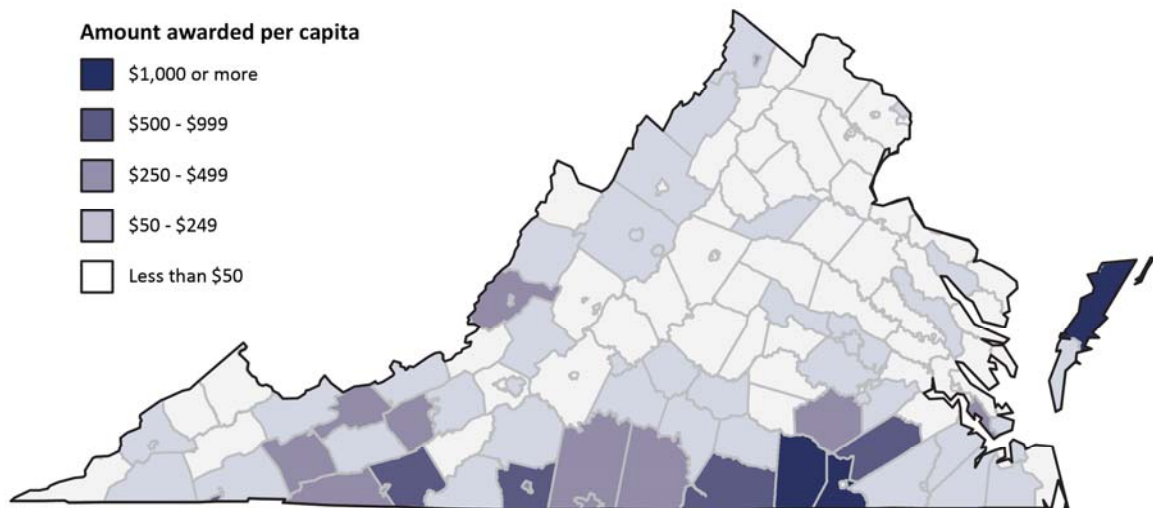 Amount awarded per capita
$1,000 or more
$500 - $999
$250 - $499
$50 - $249
Less than $50